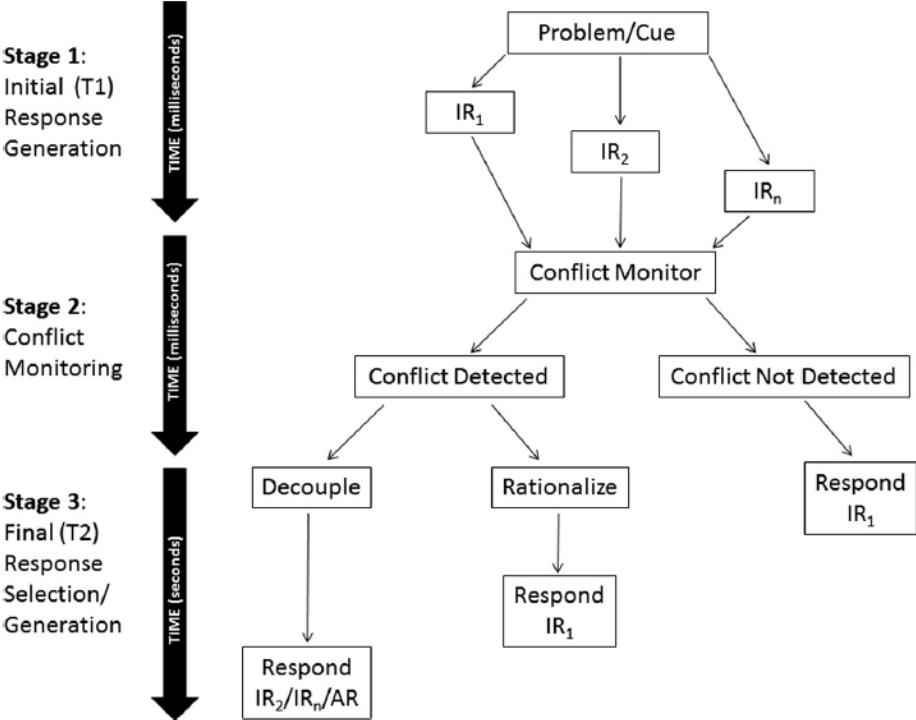 Stage 1:
Initial (T1)
Response
Generation
TIME (milliseconds)
Problem/Cue
IR₁
IR₂
IRₙ
Stage 2:
Conflict
Monitoring
TIME (milliseconds)
Conflict Monitor
Conflict Detected
Conflict Not Detected
Stage 3:
Final (T2)
Response
Selection/
Generation
TIME (seconds)
Decouple
Rationalize
Respond
IR₁
Respond
IR₁
Respond
IR₂/IRₙ/AR